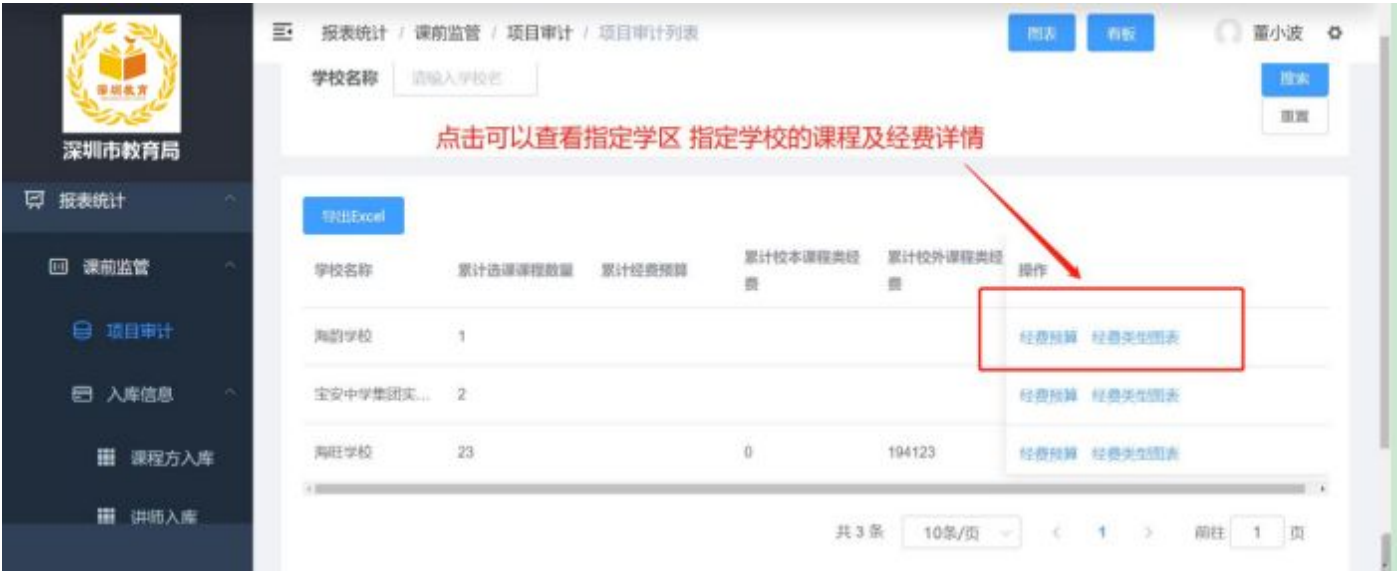 报表统计 / 课前监管 / 项目审计 / 项目审计列表
图表
看板
董小波
深圳教育
深圳市教育局
学校名称
请输入学校名
搜索
重置
点击可以查看指定学区 指定学校的课程及经费详情
报表统计
课前监管
项目审计
入库信息
课程方入库
讲师入库
导出Excel
学校名称 累计选课课程数量 累计经费预算 累计校本课程类经费 累计校外课程类经费 操作
海韵学校 1 经费预算 经费类型图表
宝安中学集团实... 2 经费预算 经费类型图表
海旺学校 23 0 194123 经费预算 经费类型图表
共 3 条 10条/页 < 1 > 前往 1 页